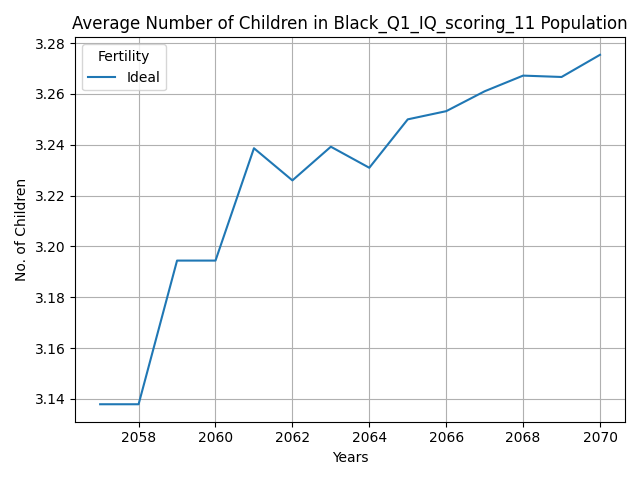 Average Number of Children in Black_Q1_IQ_scoring_11 Population
Fertility
Ideal
No. of Children
3.28
3.26
3.24
3.22
3.20
3.18
3.16
3.14
2058 2060 2062 2064 2066 2068 2070
Years